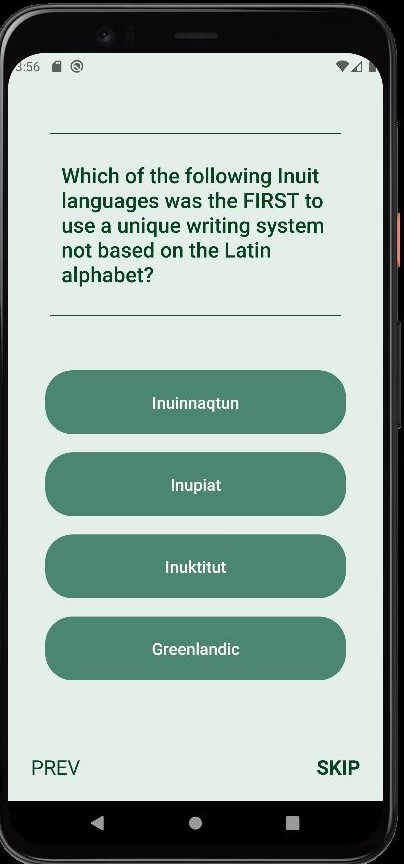 3:56
Which of the following Inuit
languages was the FIRST to
use a unique writing system
not based on the Latin
alphabet?
Inuinnaqtun
Inupiat
Inuktitut
Greenlandic
PREV SKIP